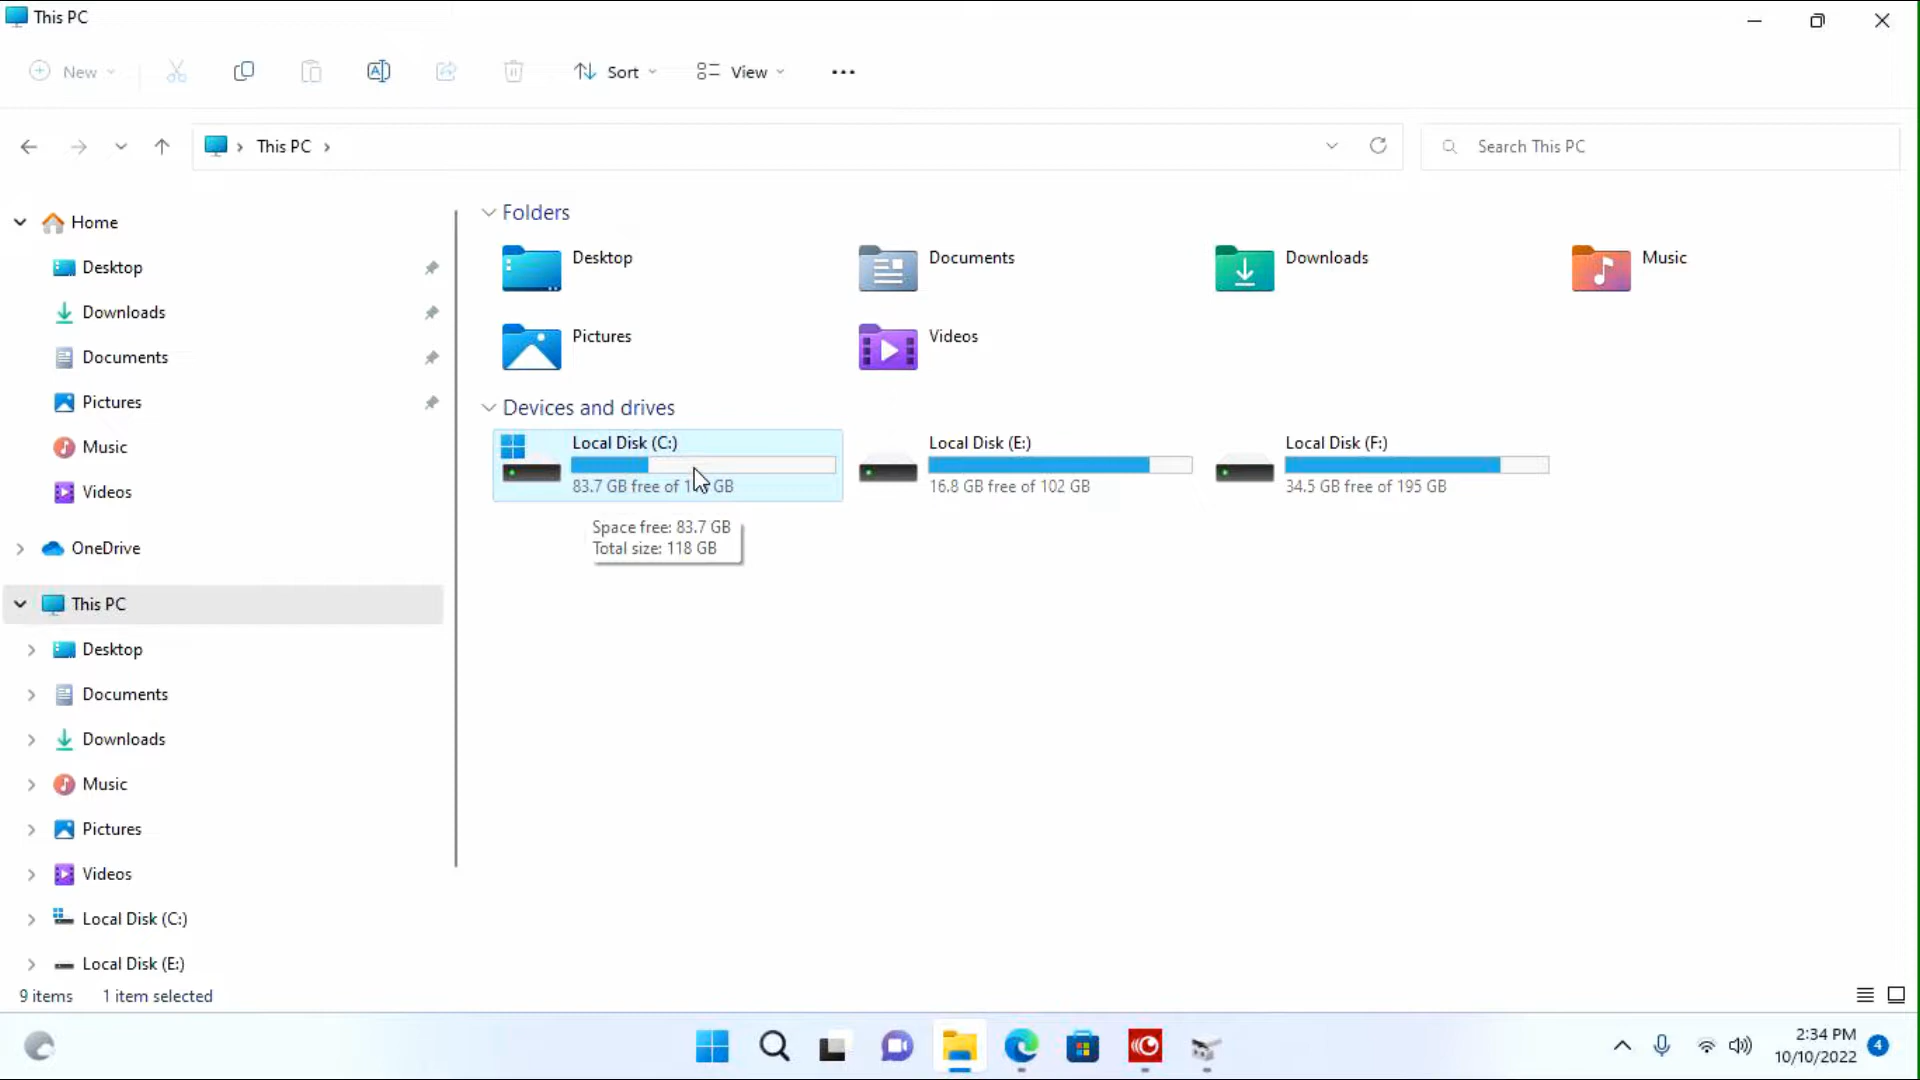 This PC
New
Sort
View
This PC
Search This PC
Home
Desktop
Downloads
Documents
Pictures
Music
Videos
OneDrive
This PC
Desktop
Documents
Downloads
Music
Pictures
Videos
Local Disk (C:)
Local Disk (E:)
Folders
Desktop
Documents
Downloads
Music
Pictures
Videos
Devices and drives
Local Disk (C:)
83.7 GB free of GB
Local Disk (E:)
16.8 GB free of 102 GB
Local Disk (F:)
34.5 GB free of 195 GB
Space free: 83.7 GB
Total size: 118 GB
9 items
1 item selected
2:34 PM
10/10/2022
4